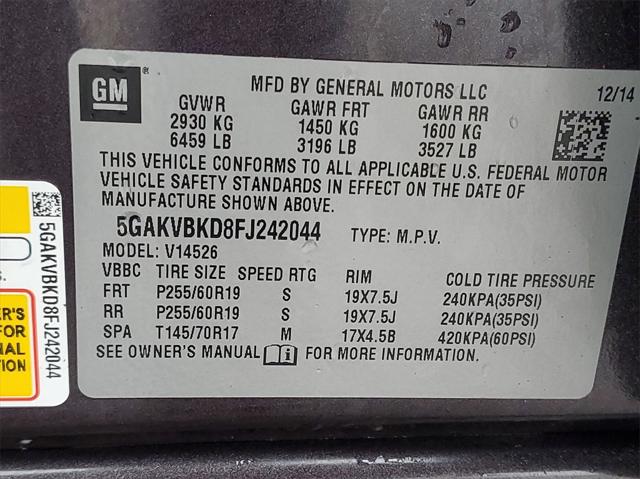 GM
MFD BY GENERAL MOTORS LLC
12/14
GVWR GAWR FRT GAWR RR
2930 KG 1450 KG 1600 KG
6459 LB 3196 LB 3527 LB
THIS VEHICLE CONFORMS TO ALL APPLICABLE U.S. FEDERAL MOTOR
VEHICLE SAFETY STANDARDS IN EFFECT ON THE DATE OF
MANUFACTURE SHOWN ABOVE.
5GAKVBKD8FJ242044 TYPE: M.P.V.
MODEL: V14526
VBBC TIRE SIZE SPEED RTG RIM COLD TIRE PRESSURE
FRT P255/60R19 S 19X7.5J 240KPA(35PSI)
RR P255/60R19 S 19X7.5J 240KPA(35PSI)
SPA T145/70R17 M 17X4.5B 420KPA(60PSI)
SEE OWNER'S MANUAL i FOR MORE INFORMATION.
5GAKVBKD8FJ242044
s.
ER'S
FOR
NAL
TION